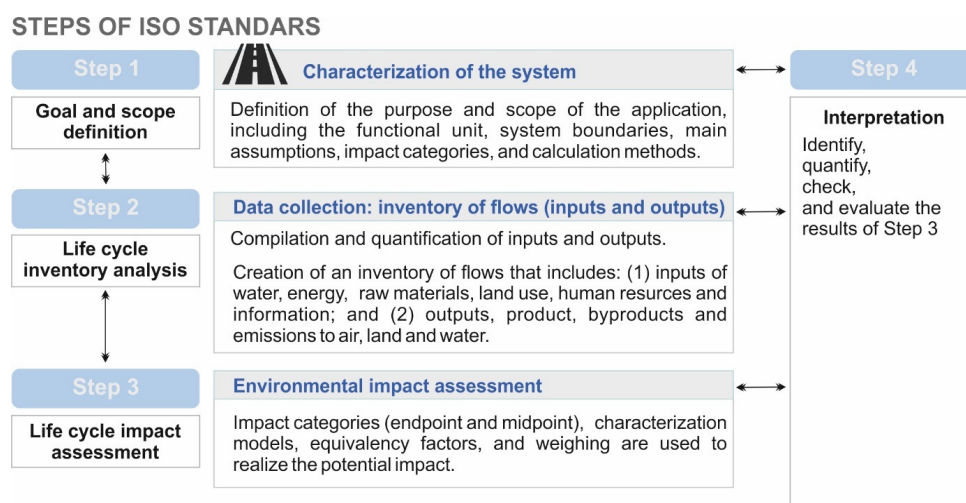 STEPS OF ISO STANDARS
Step 1
Goal and scope
definition
Characterization of the system
Definition of the purpose and scope of the application,
including the functional unit, system boundaries, main
assumptions, impact categories, and calculation methods.
Step 2
Life cycle
inventory analysis
Data collection: inventory of flows (inputs and outputs)
Compilation and quantification of inputs and outputs.
Creation of an inventory of flows that includes: (1) inputs of
water, energy, raw materials, land use, human resurces and
information; and (2) outputs, product, byproducts and
emissions to air, land and water.
Step 3
Life cycle impact
assessment
Environmental impact assessment
Impact categories (endpoint and midpoint), characterization
models, equivalency factors, and weighing are used to
realize the potential impact.
Step 4
Interpretation
Identify,
quantify,
check,
and evaluate the
results of Step 3